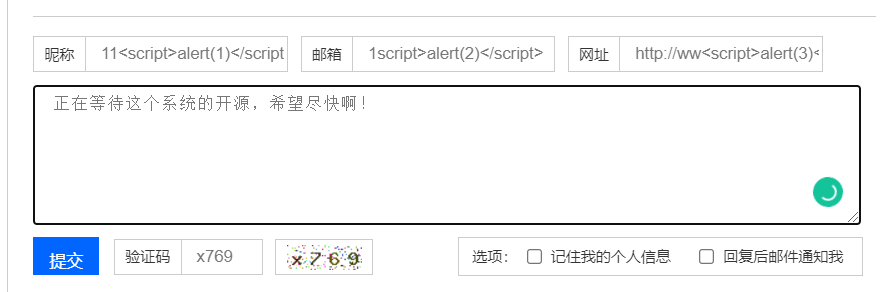 昵称 11<script>alert(1)</script 邮箱 1script>alert(2)</script> 网址 http://ww<script>alert(3)<
正在等待这个系统的开源，希望尽快啊！
提交 验证码 x769 x769 选项： 记住我的个人信息 回复后邮件通知我